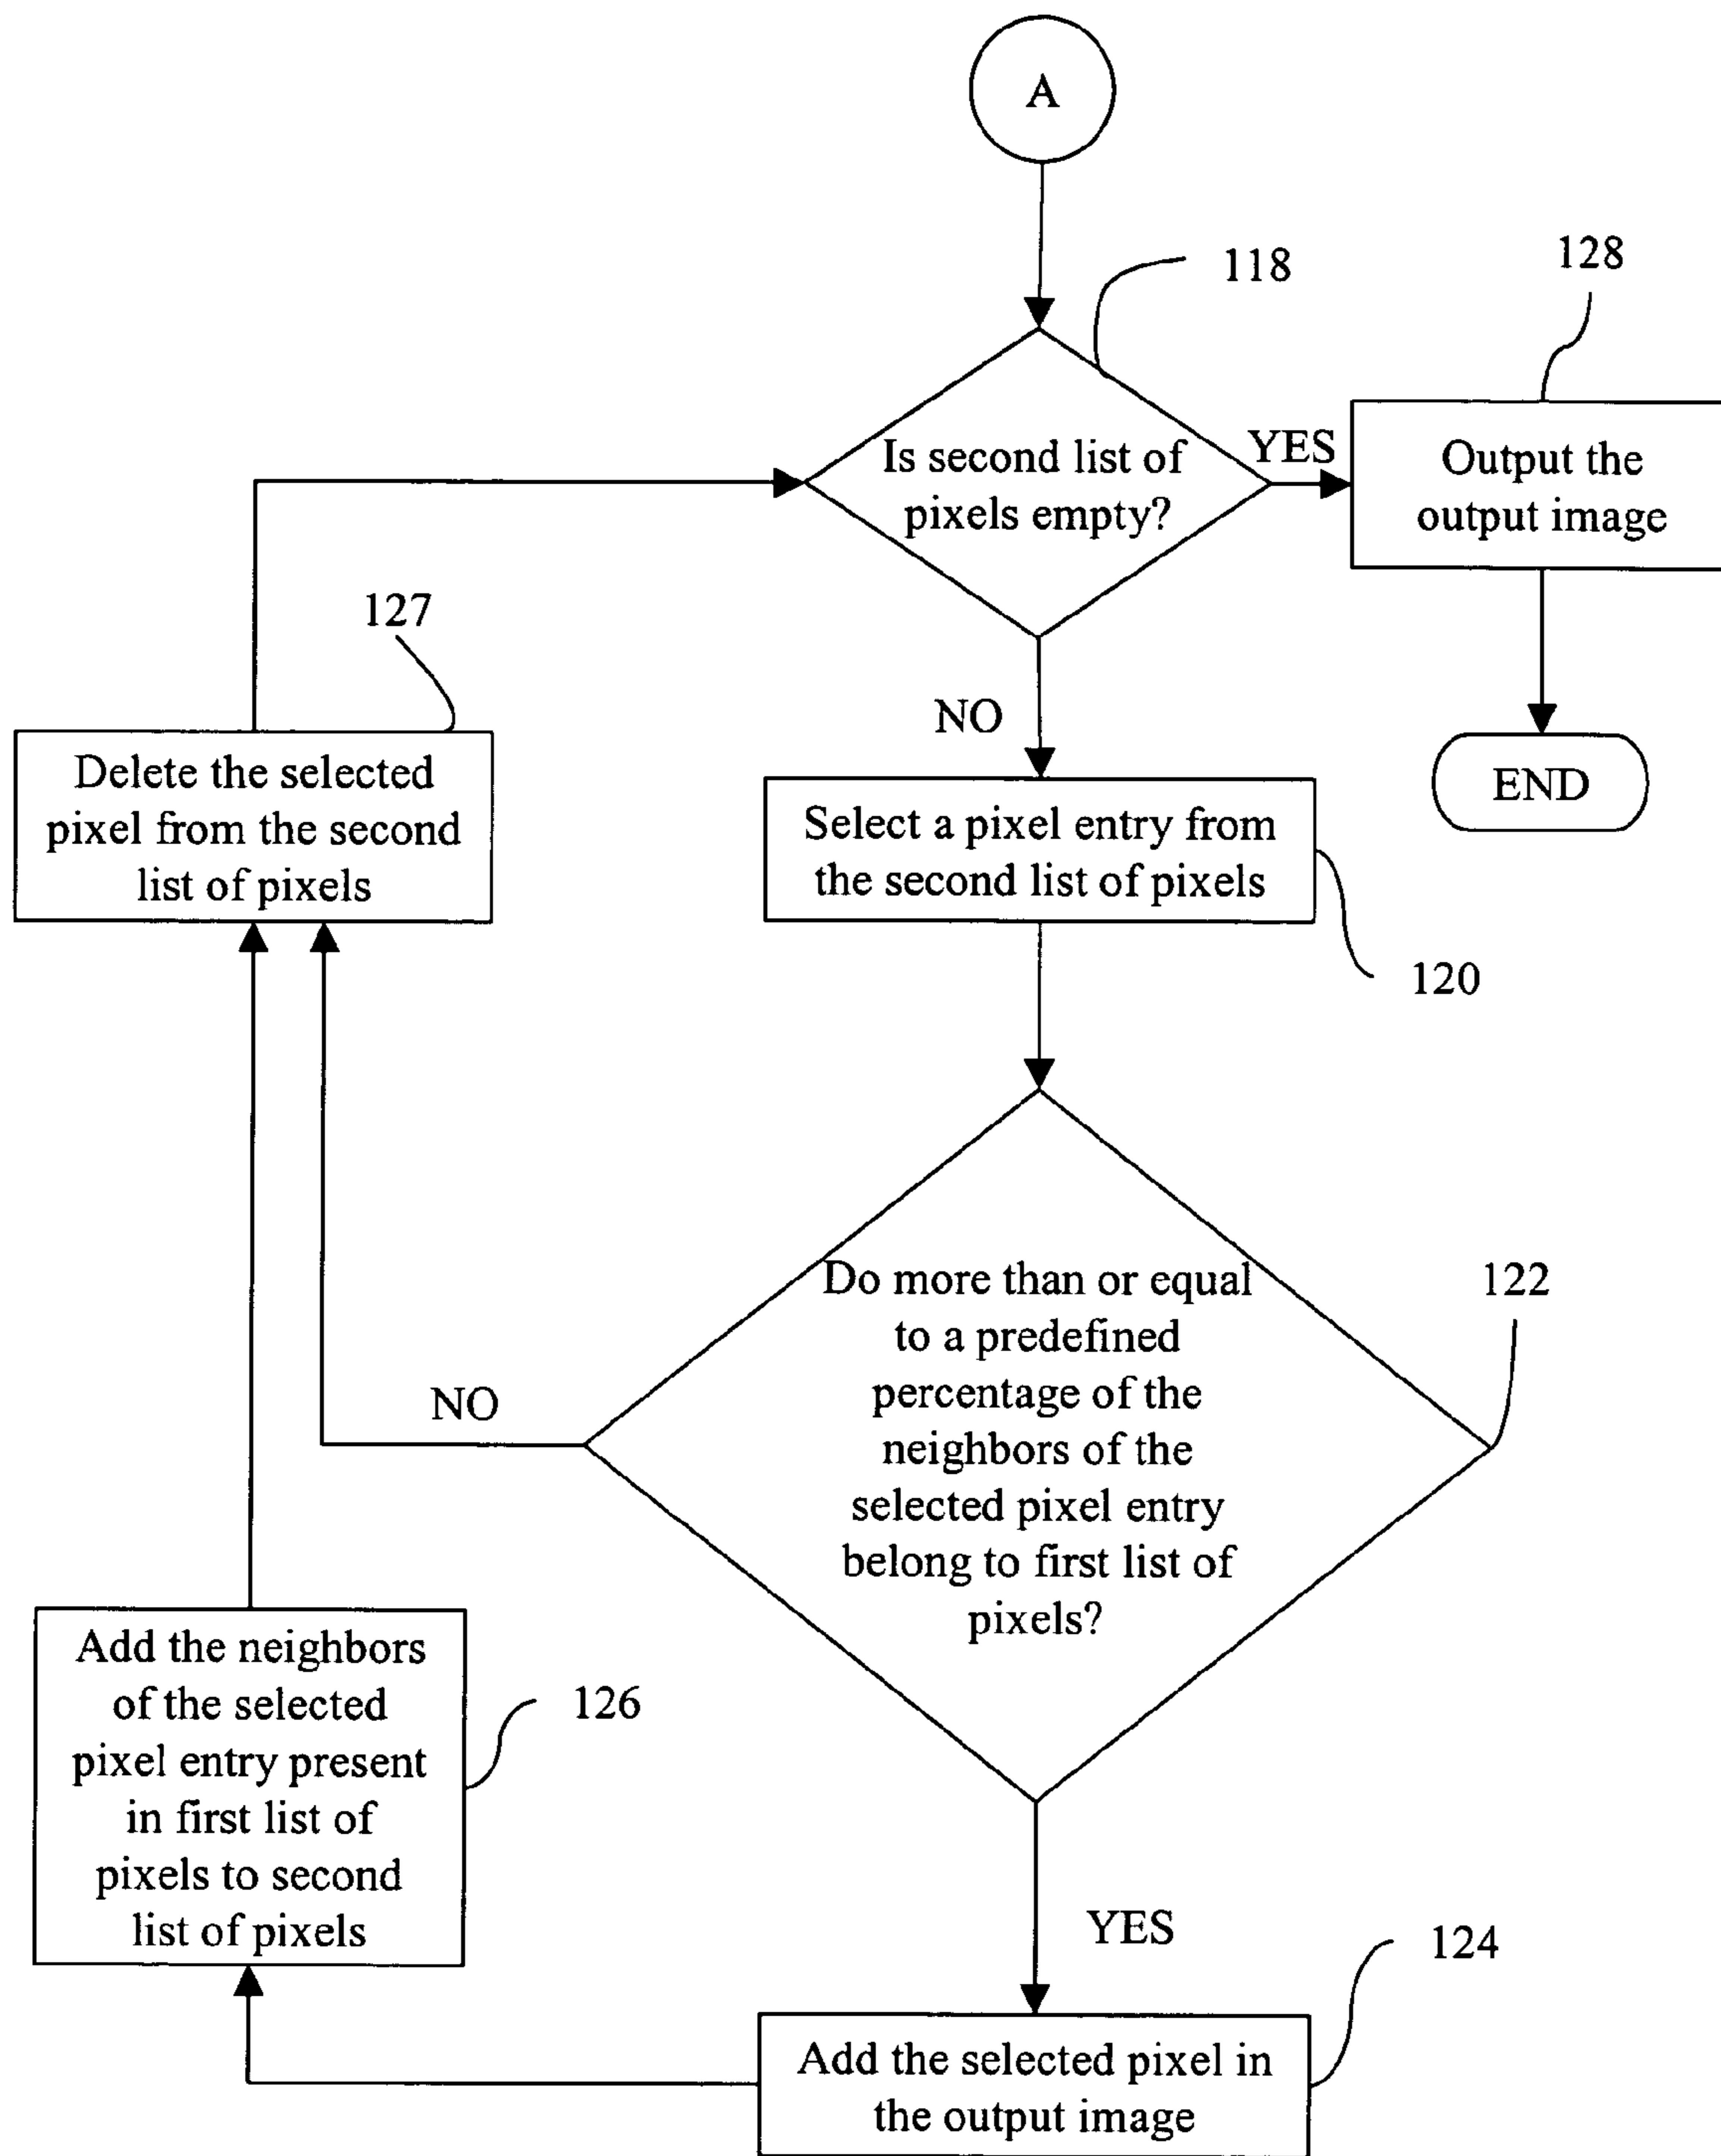 A
118
128
Is second list of
pixels empty?
YES
Output the
output image
127
NO
END
Delete the selected
pixel from the second
list of pixels
Select a pixel entry from
the second list of pixels
120
Do more than or equal
to a predefined
percentage of the
neighbors of the
selected pixel entry
belong to first list of
pixels?
122
NO
Add the neighbors
of the selected
pixel entry present
in first list of
pixels to second
list of pixels
126
YES
124
Add the selected pixel in
the output image